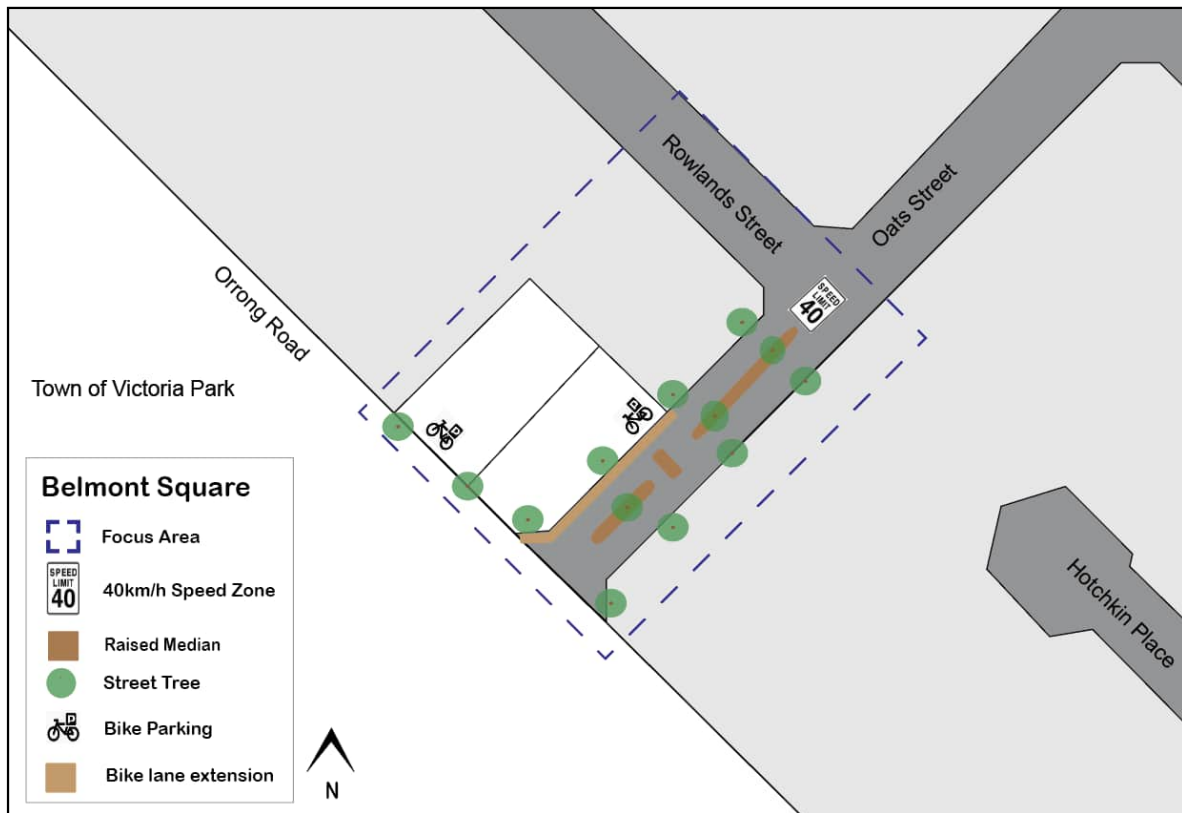 Rowlands Street
Oats Street
SPEED
LIMIT
40
Orrong Road
Town of Victoria Park
P
P
Hotchkin Place
Belmont Square
Focus Area
SPEED
LIMIT
40
40km/h Speed Zone
Raised Median
Street Tree
P
Bike Parking
Bike lane extension
N